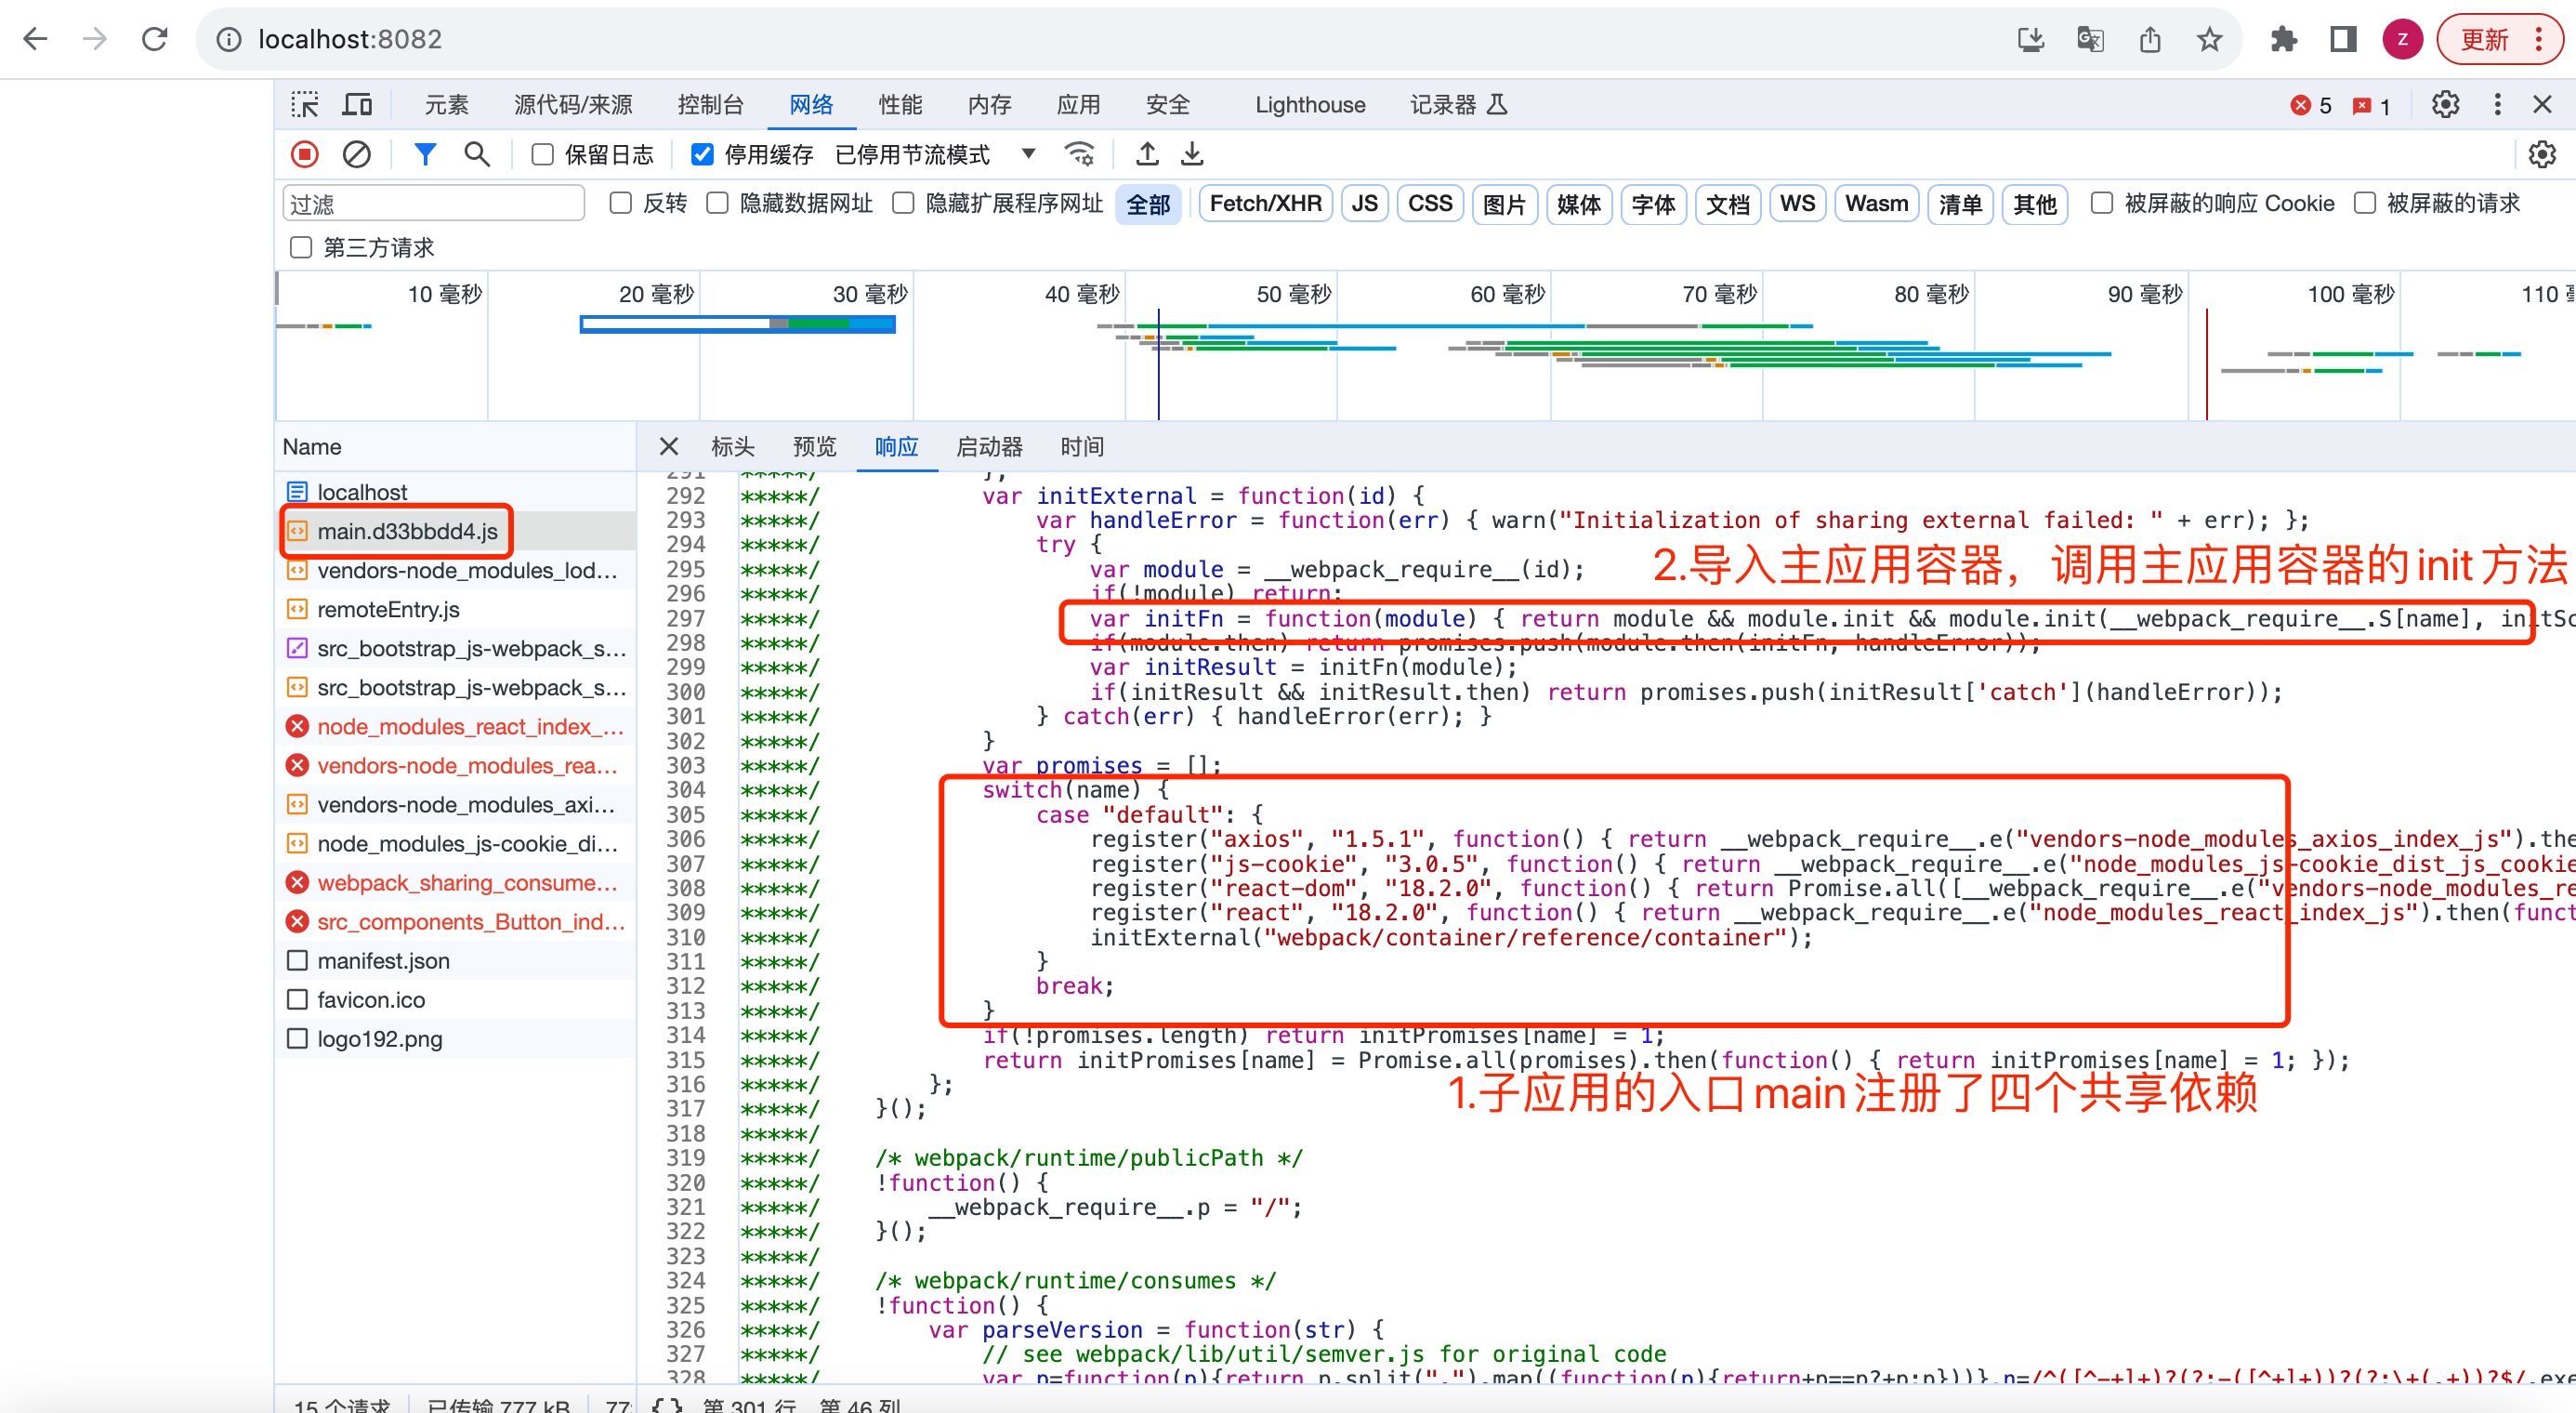 localhost:8082
Z
更新
元素 源代码/来源 控制台 网络 性能 内存 应用 安全 Lighthouse 记录器 5 1
保留日志 停用缓存 已停用节流模式
过滤 反转 隐藏数据网址 隐藏扩展程序网址 全部 Fetch/XHR JS CSS 图片 媒体 字体 文档 WS Wasm 清单 其他 被屏蔽的响应 Cookie 被屏蔽的请求
第三方请求
10 毫秒 20 毫秒 30 毫秒 40 毫秒 50 毫秒 60 毫秒 70 毫秒 80 毫秒 90 毫秒 100 毫秒 110
Name
localhost
main.d33bbdd4.js
vendors-node_modules_lod...
remoteEntry.js
src_bootstrap_js-webpack_s...
src_bootstrap_js-webpack_s...
node_modules_react_index_...
vendors-node_modules_rea...
vendors-node_modules_axi...
node_modules_js-cookie_di...
webpack_sharing_consume...
src_components_Button_ind...
manifest.json
favicon.ico
logo192.png
标头 预览 响应 启动器 时间
291 *****/ };
292 *****/ var initExternal = function(id) {
293 *****/ var handleError = function(err) { warn("Initialization of sharing external failed: " + err); };
294 *****/ try {
2.导入主应用容器，调用主应用容器的init方法
295 *****/ var module = __webpack_require__(id);
296 *****/ if(!module) return;
297 *****/ var initFn = function(module) { return module && module.init && module.init(__webpack_require__.S[name], initSc
298 *****/ if(module.then) return promises.push(module.then(initFn, handleError));
299 *****/ var initResult = initFn(module);
300 *****/ if(initResult && initResult.then) return promises.push(initResult['catch'](handleError));
301 *****/ } catch(err) { handleError(err); }
302 *****/ }
303 *****/ var promises = [];
304 *****/ switch(name) {
305 *****/ case "default": {
306 *****/ register("axios", "1.5.1", function() { return __webpack_require__.e("vendors-node_modules_axios_index_js").the
307 *****/ register("js-cookie", "3.0.5", function() { return __webpack_require__.e("node_modules_js-cookie_dist_js_cookie
308 *****/ register("react-dom", "18.2.0", function() { return Promise.all([__webpack_require__.e("vendors-node_modules_re
309 *****/ register("react", "18.2.0", function() { return __webpack_require__.e("node_modules_react_index_js").then(funct
310 *****/ initExternal("webpack/container/reference/container");
311 *****/ }
312 *****/ break;
313 *****/ }
314 *****/ if(!promises.length) return initPromises[name] = 1;
315 *****/ return initPromises[name] = Promise.all(promises).then(function() { return initPromises[name] = 1; });
1.子应用的入口main注册了四个共享依赖
316 *****/ };
317 *****/ }();
318 *****/
319 *****/ /* webpack/runtime/publicPath */
320 *****/ !function() {
321 *****/ __webpack_require__.p = "/";
322 *****/ }();
323 *****/
324 *****/ /* webpack/runtime/consumes */
325 *****/ !function() {
326 *****/ var parseVersion = function(str) {
327 *****/ // see webpack/lib/util/semver.js for original code
328 *****/ var p=function(p){return p.split(".").map((function(p){return+p==p?+p:p}))},n=/^([^-+]+)?(?:-([^+]+))?(?:\+(.+))?$/.exe
15 个请求 已传输 777 kB 77 {} 第 301 行，第 46 列